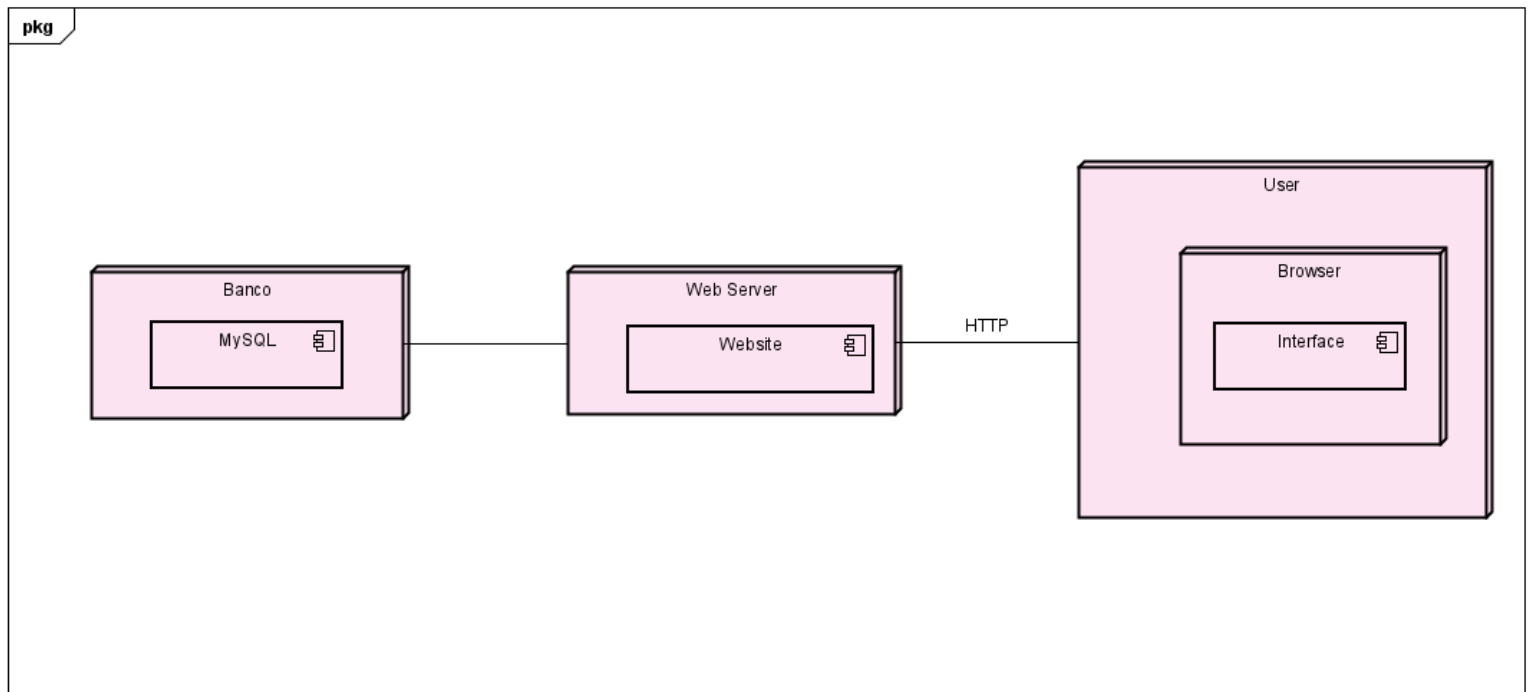 pkg
Banco
MySQL
Web Server
Website
HTTP
User
Browser
Interface